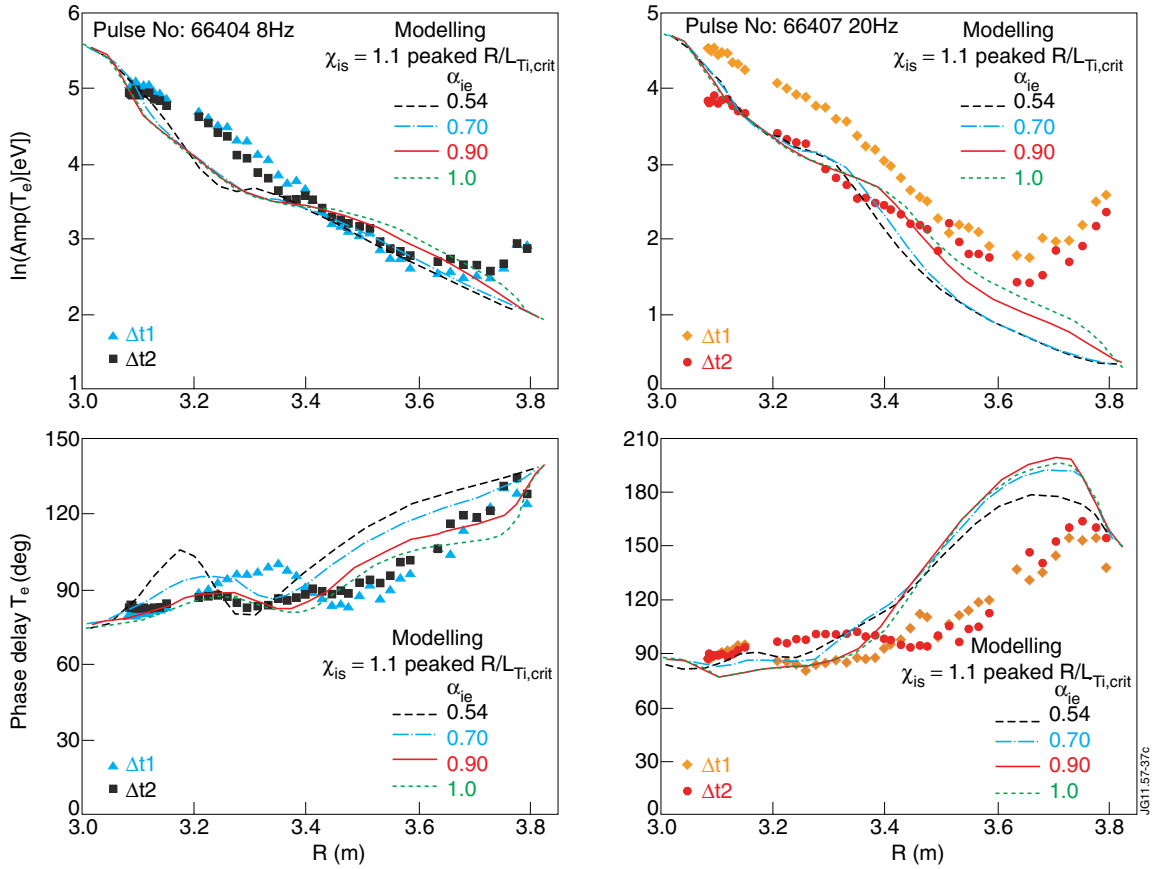 Pulse No: 66404 8Hz
Modelling
χis = 1.1 peaked R/LTi,crit
αie
0.54
0.70
0.90
1.0
ln(Amp(Te)[eV)
6
5
4
3
2
1
Δt1
Δt2
3.0 3.2 3.4 3.6 3.8
Pulse No: 66407 20Hz
Modelling
χis = 1.1 peaked R/LTi,crit
αie
0.54
0.70
0.90
1.0
5
4
3
2
1
0
Δt1
Δt2
3.0 3.2 3.4 3.6 3.8
Phase delay Te (deg)
150
120
90
60
30
0
Modelling
χis = 1.1 peaked R/LTi,crit
αie
0.54
0.70
0.90
1.0
Δt1
Δt2
3.0 3.2 3.4 3.6 3.8
R (m)
210
180
150
120
90
60
30
0
Modelling
χis = 1.1 peaked R/LTi,crit
αie
0.54
0.70
0.90
1.0
Δt1
Δt2
3.0 3.2 3.4 3.6 3.8
R (m)
JG11.57-37c